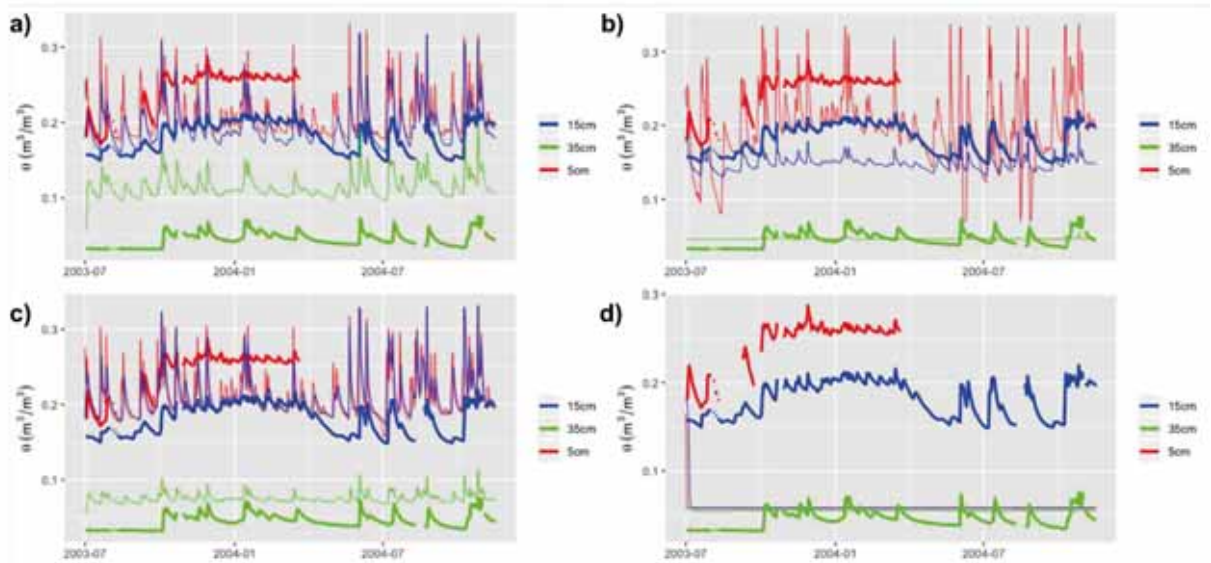 a)
0.3
0.2
0.1
θ (m³/m³)
2003-07
2004-01
2004-07
15cm
35cm
5cm
b)
0.3
0.2
0.1
θ (m³/m³)
2003-07
2004-01
2004-07
15cm
35cm
5cm
c)
0.3
0.2
0.1
θ (m³/m³)
2003-07
2004-01
2004-07
15cm
35cm
5cm
d)
0.3
0.2
0.1
θ (m³/m³)
2003-07
2004-01
2004-07
15cm
35cm
5cm